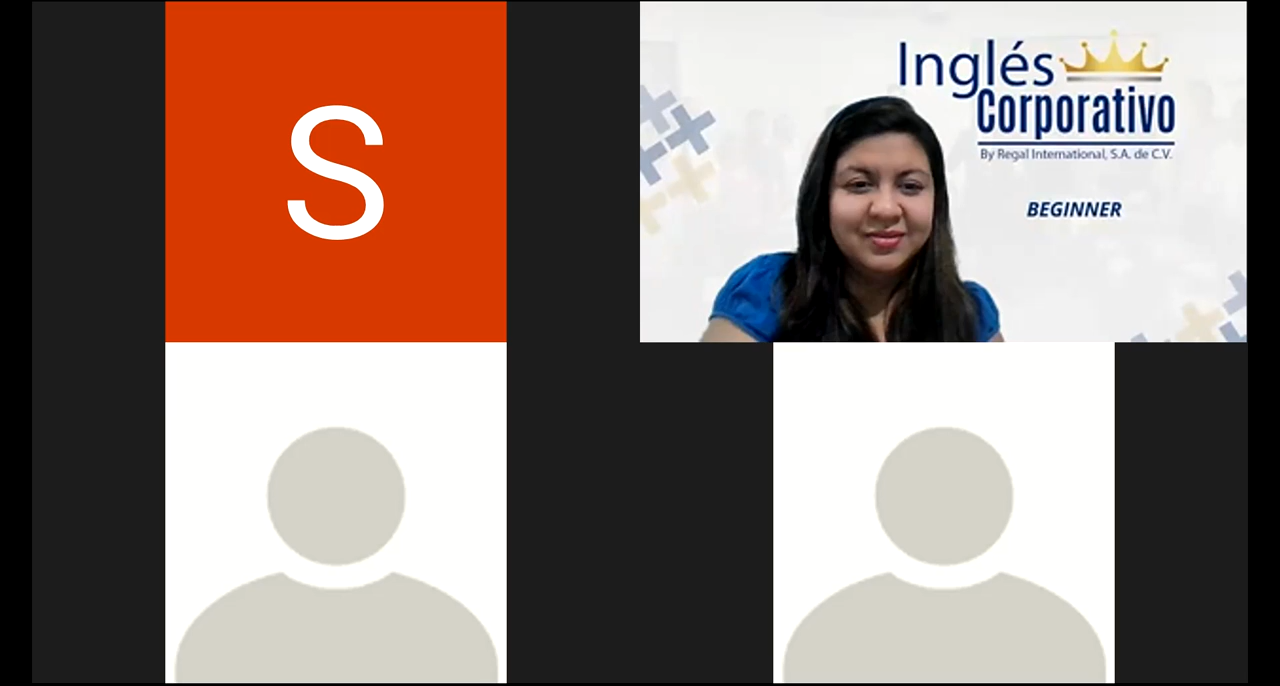 S
Inglés
Corporativo
By Regal International, S.A. de C.V.
BEGINNER